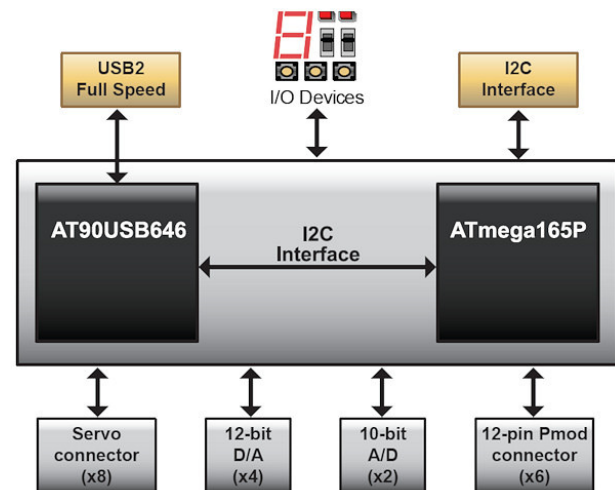 USB2
Full Speed
I/O Devices
I2C
Interface
AT90USB646
I2C
Interface
ATmega165P
Servo
connector
(x8)
12-bit
D/A
(x4)
10-bit
A/D
(x2)
12-pin Pmod
connector
(x6)